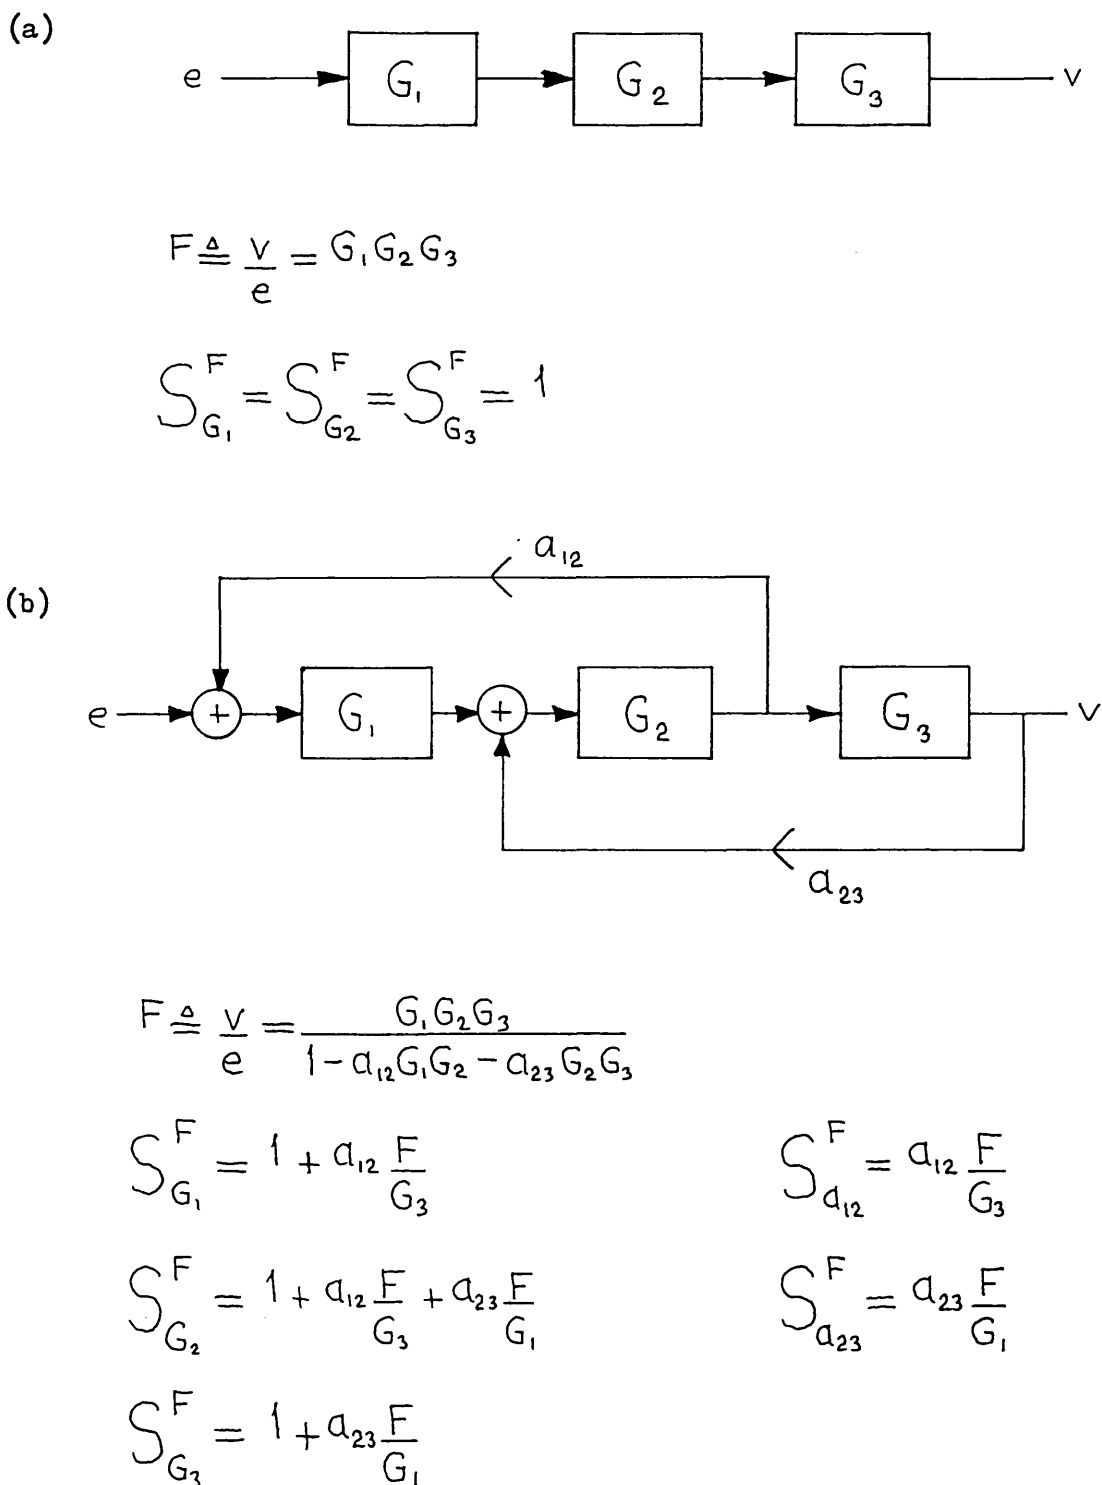 (a)
e G₁ G₂ G₃ v
F ≜ v/e = G₁G₂G₃
S^F_G₁ = S^F_G₂ = S^F_G₃ = 1
a₁₂
(b)
e + G₁ + G₂ G₃ v
a₂₃
F ≜ v/e = G₁G₂G₃ / (1 - a₁₂G₁G₂ - a₂₃G₂G₃)
S^F_G₁ = 1 + a₁₂ F/G₃
S^F_a₁₂ = a₁₂ F/G₃
S^F_G₂ = 1 + a₁₂ F/G₃ + a₂₃ F/G₁
S^F_a₂₃ = a₂₃ F/G₁
S^F_G₃ = 1 + a₂₃ F/G₁